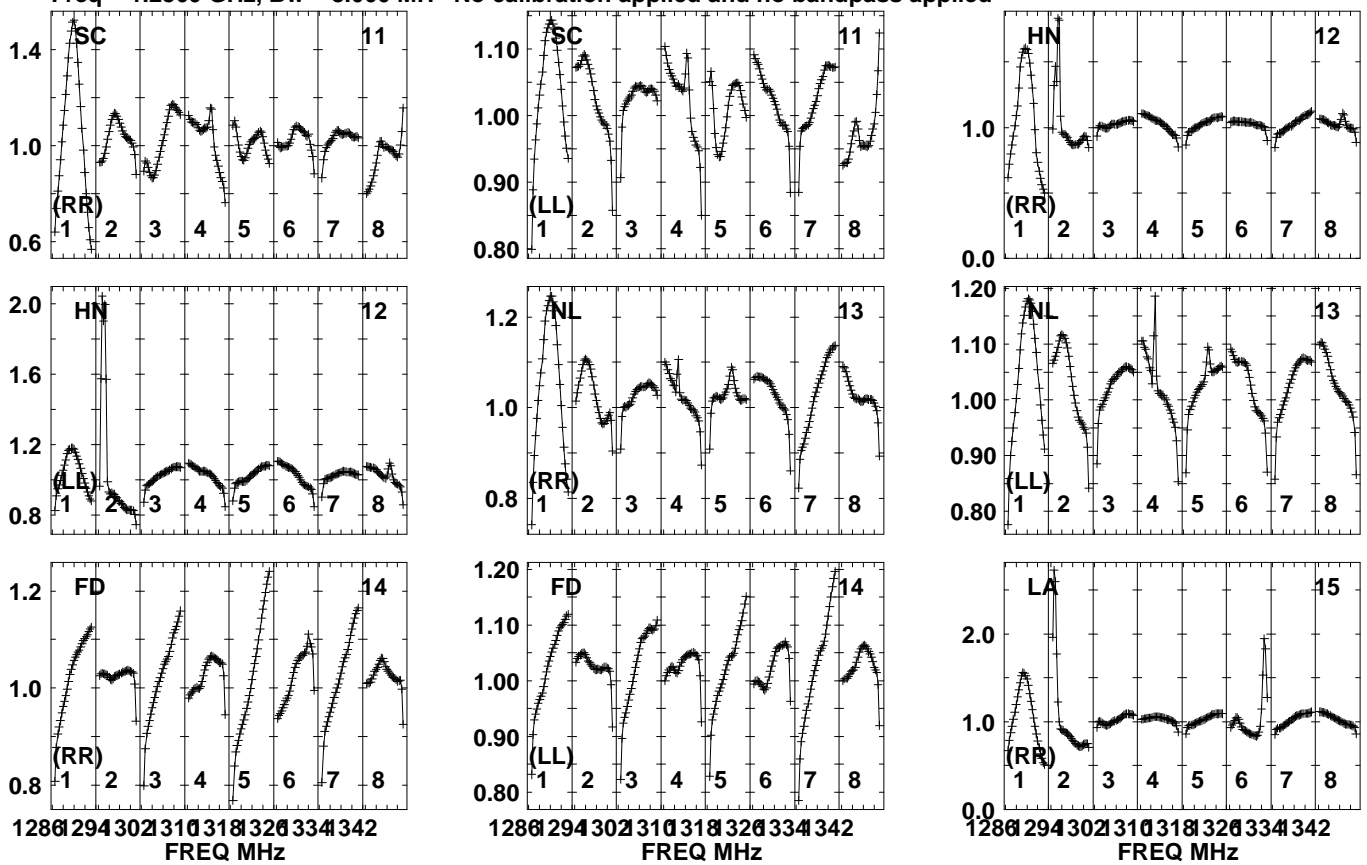 Freq GHz, No calibration applied and no bandpass applied
SC 11
1.4
1.0
0.6
(RR)
1 2 3 4 5 6 7 8
SC 11
1.10
1.00
0.90
0.80
(LL)
1 2 3 4 5 6 7 8
HN 12
1.0
0.0
(RR)
1 2 3 4 5 6 7 8
HN 12
2.0
1.6
1.2
0.8
(LL)
1 2 3 4 5 6 7 8
NL 13
1.2
1.0
0.8
(RR)
1 2 3 4 5 6 7 8
NL 13
1.20
1.10
1.00
0.90
0.80
(LL)
1 2 3 4 5 6 7 8
FD 14
1.2
1.0
0.8
(RR)
1 2 3 4 5 6 7 8
1286 1294 1302 1310 1318 1326 1334 1342
FREQ MHz
FD 14
1.20
1.10
1.00
0.90
0.80
(LL)
1 2 3 4 5 6 7 8
1286 1294 1302 1310 1318 1326 1334 1342
FREQ MHz
LA 15
2.0
1.0
0.0
(RR)
1 2 3 4 5 6 7 8
1286 1294 1302 1310 1318 1326 1334 1342
FREQ MHz